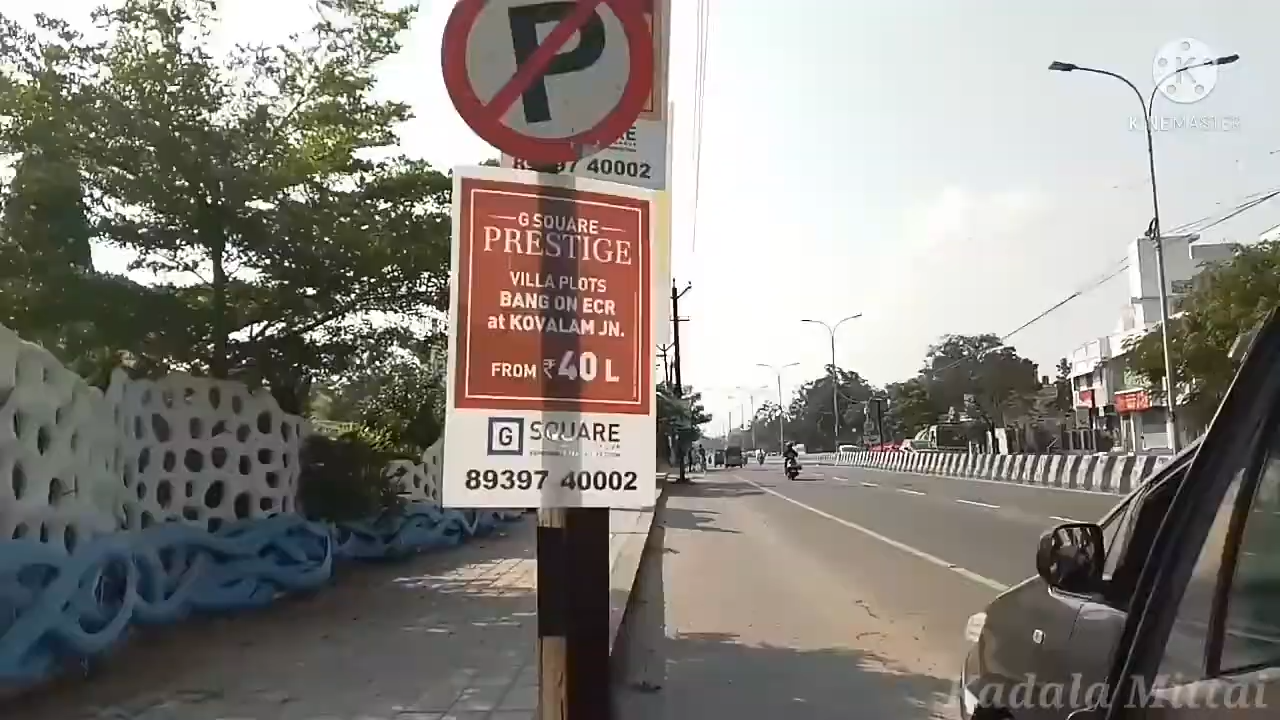 P
RE
89397 40002
G SQUARE
PRESTIGE
VILLA PLOTS
BANG ON ECR
at KOVALAM JN.
FROM ₹40 L
G SQUARE
89397 40002
K
KINEMASTER
Kadala Mittai